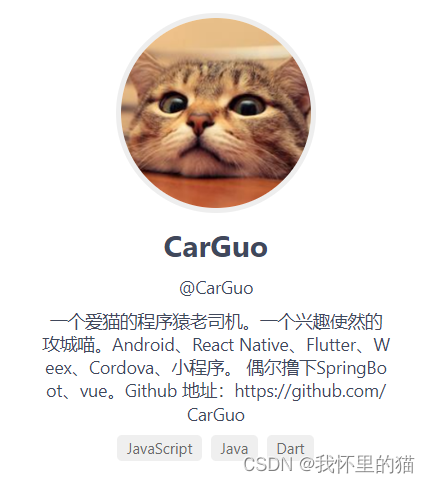 CarGuo
@CarGuo
一个爱猫的程序猿老司机。一个兴趣使然的
攻城喵。Android、React Native、Flutter、W
eex、Cordova、小程序。 偶尔撸下SpringBo
ot、vue。Github 地址：https://github.com/
CarGuo
JavaScript Java Dart
CSDN @我怀里的猫